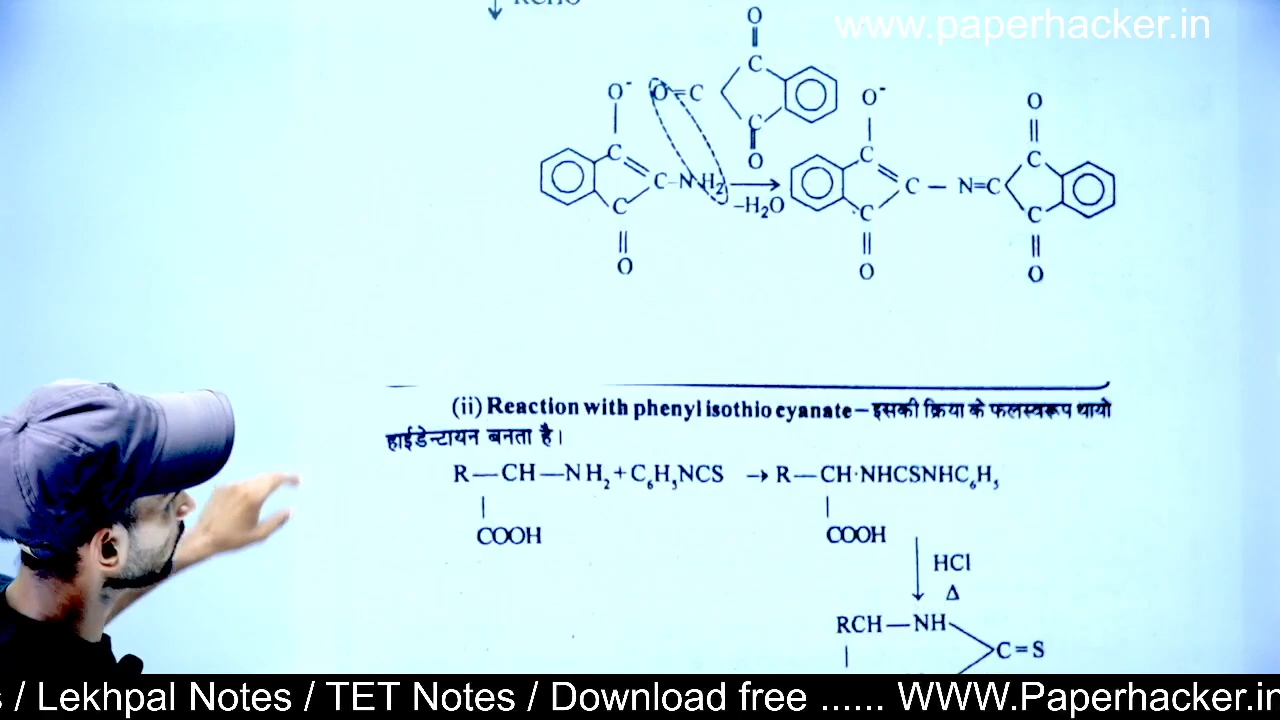 RCHO
www.paperhacker.in
O
C
O⁻ O=C O⁻ O
C
C O C C
C–NH₂ → C – N=C
–H₂O
C C C
O O O
(ii) Reaction with phenyl isothio cyanate – इसकी क्रिया के फलस्वरूप थायो
हाईडेन्टायन बनता है।
R—CH—NH₂+C₆H₅NCS → R—CH·NHCSNHC₆H₅
COOH COOH
HCl
Δ
RCH—NH
C=S
/ Lekhpal Notes / TET Notes / Download free ...... WWW.Paperhacker.in